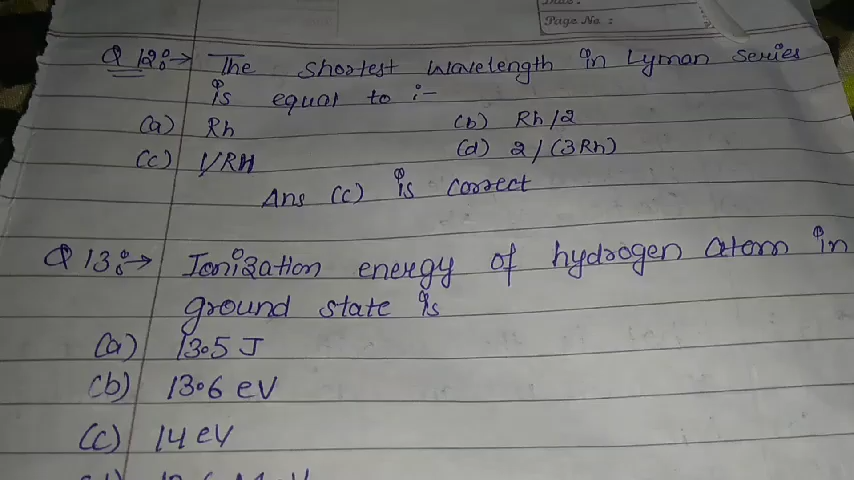 Page No :
Q 12:→ The shortest wavelength in Lyman series
is equal to :-
(a) Rh (b) Rh/2
(c) 1/RH (d) 2/(3Rh)
Ans (c) is correct
Q 13:→ Ionization energy of hydrogen atom in
ground state is
(a) 13.5 J
(b) 13.6 eV
(c) 14 eV